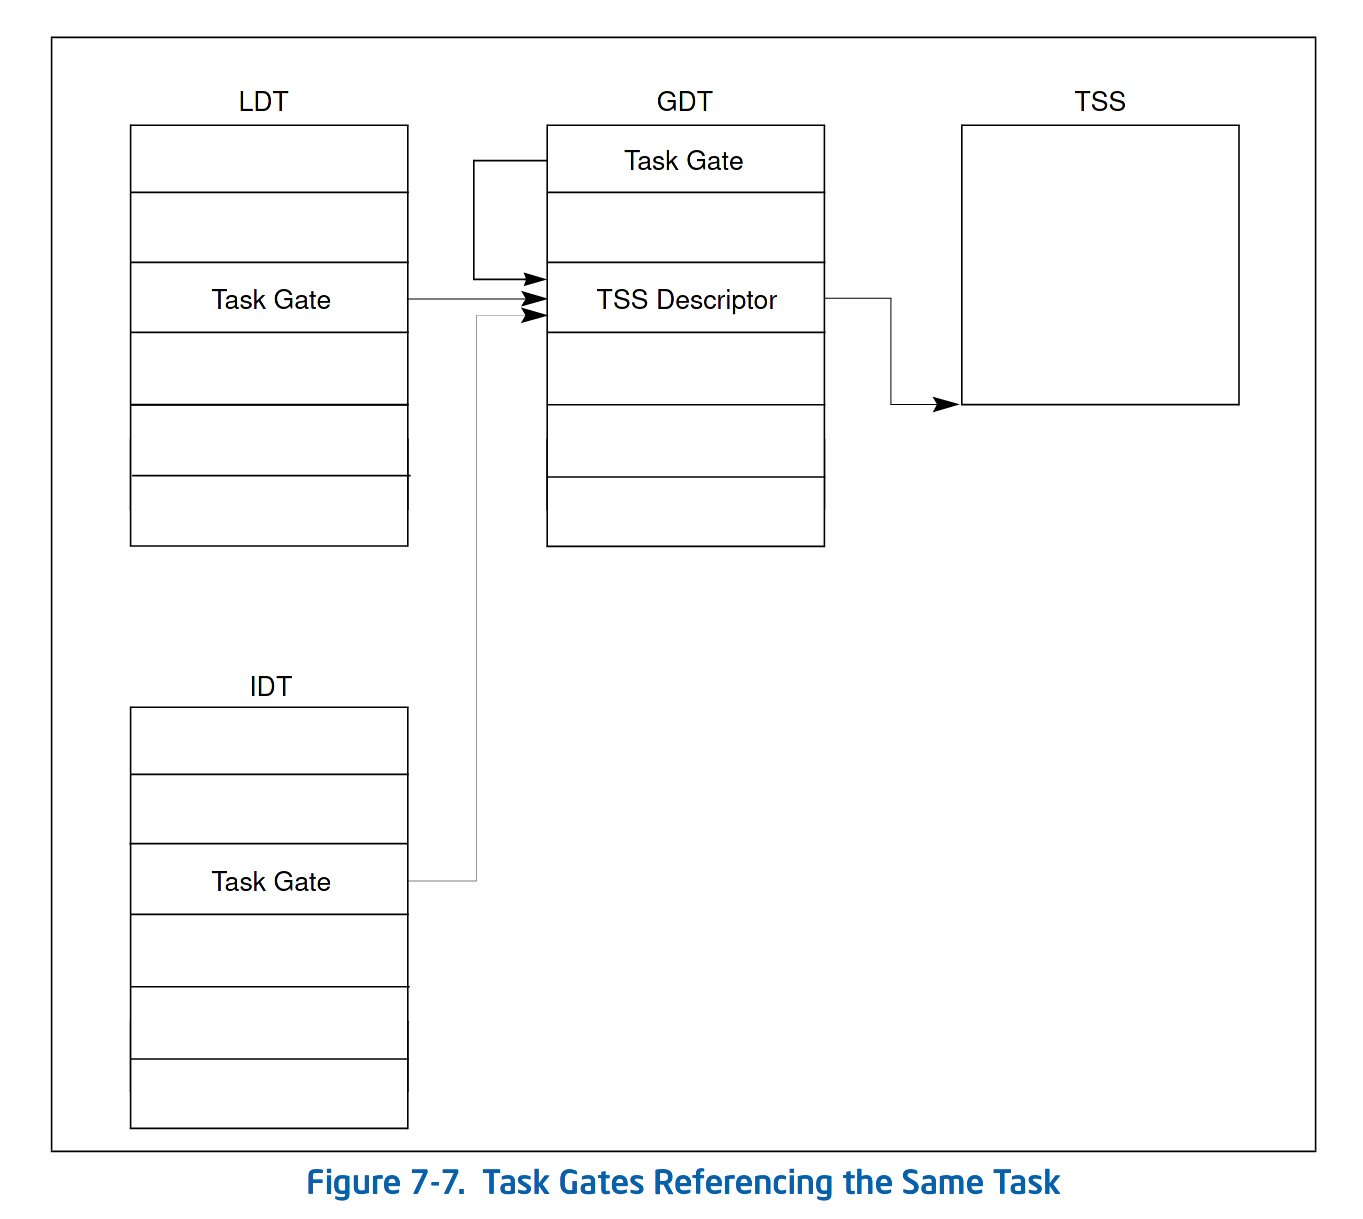 LDT
GDT
TSS
Task Gate
Task Gate
TSS Descriptor
IDT
Task Gate
Figure 7-7. Task Gates Referencing the Same Task